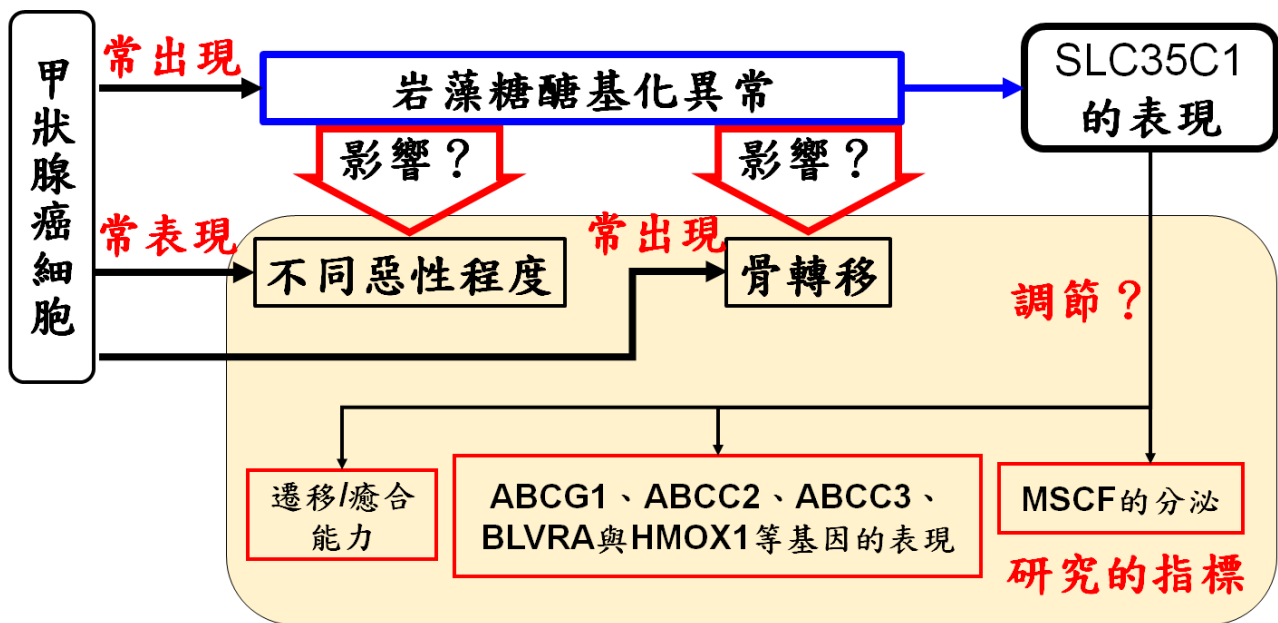 甲狀腺癌細胞
常出現
岩藻糖醣基化異常
SLC35C1
的表現
影響？
影響？
常表現
不同惡性程度
常出現
骨轉移
調節？
遷移/癒合
能力
ABCG1、ABCC2、ABCC3、
BLVRA與HMOX1等基因的表現
MSCF的分泌
研究的指標